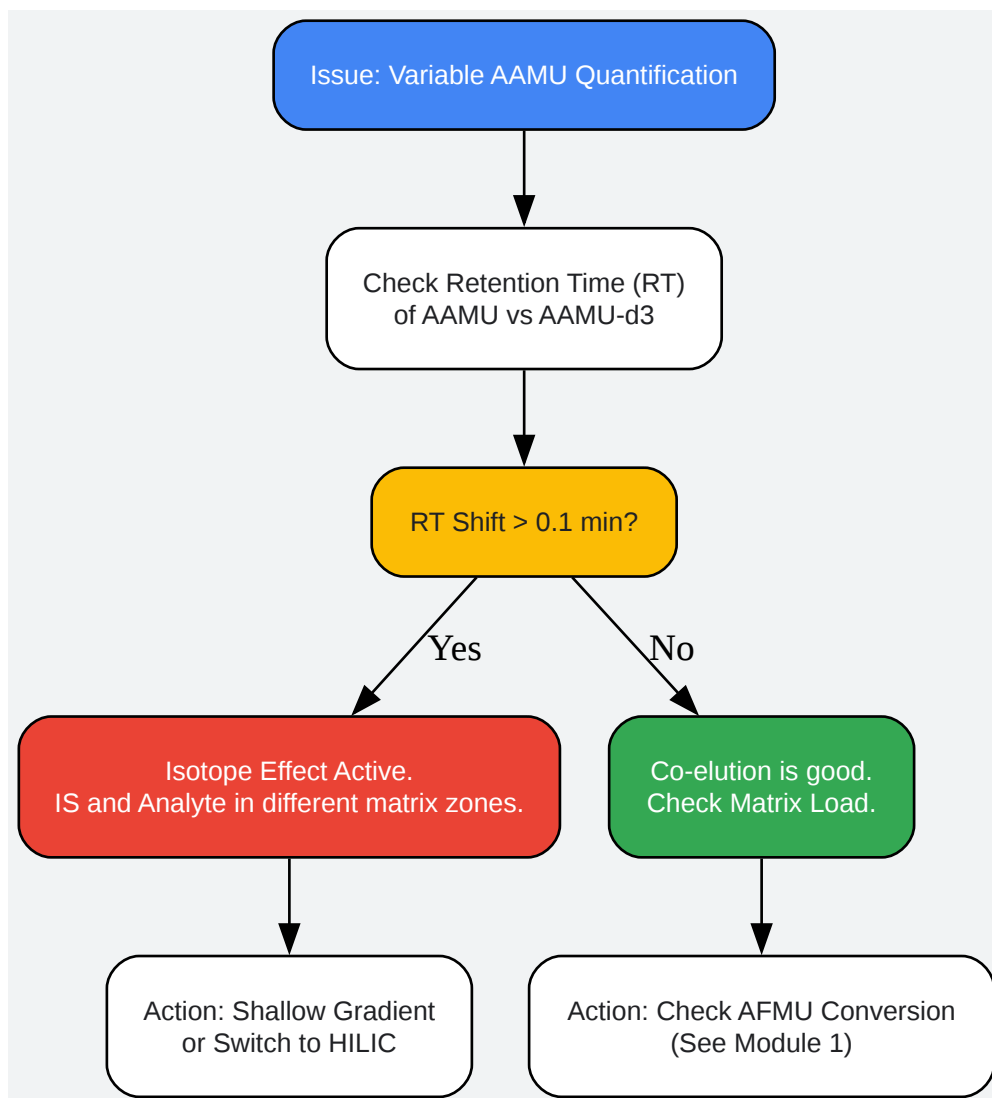 Issue: Variable AAMU Quantification
Check Retention Time (RT)
of AAMU vs AAMU-d3
RT Shift > 0.1 min?
Yes
No
Isotope Effect Active.
IS and Analyte in different matrix zones.
Co-elution is good.
Check Matrix Load.
Action: Shallow Gradient
or Switch to HILIC
Action: Check AFMU Conversion
(See Module 1)